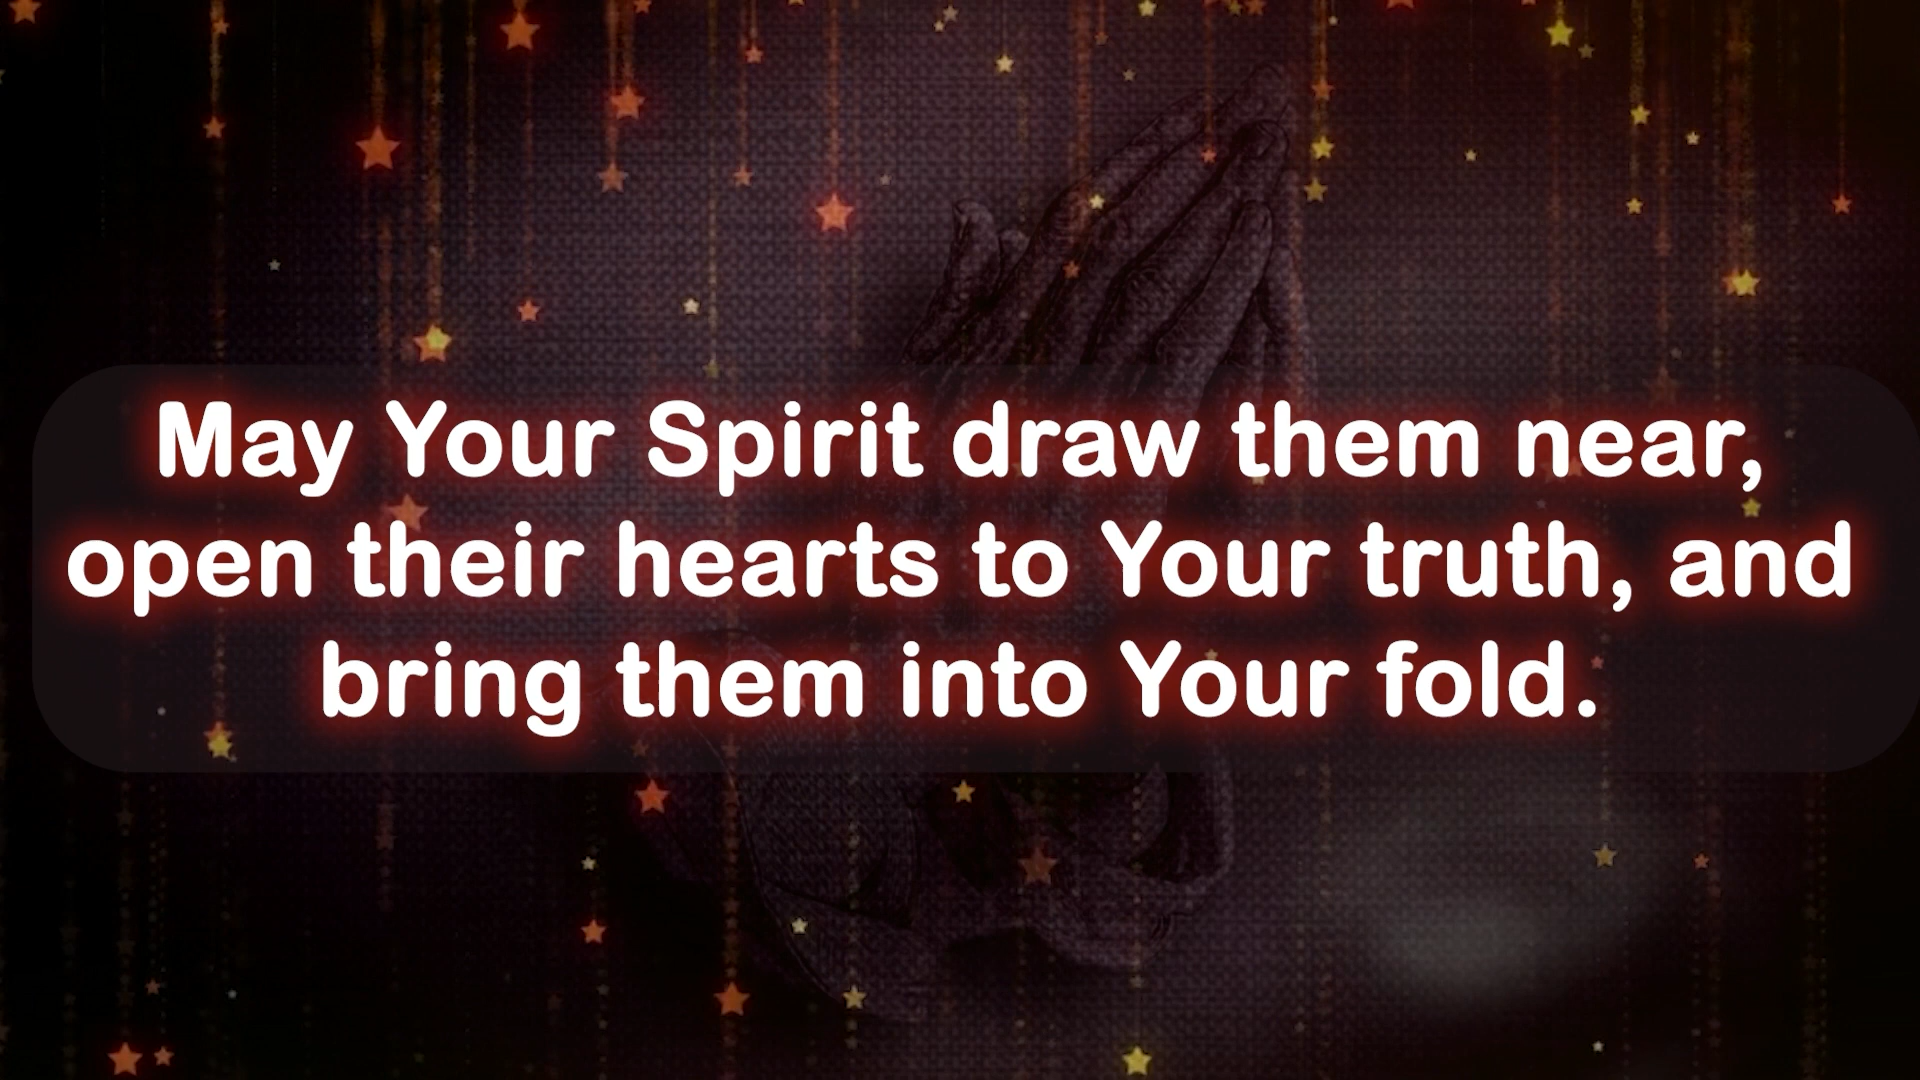 May Your Spirit draw them near,
open their hearts to Your truth, and
bring them into Your fold.